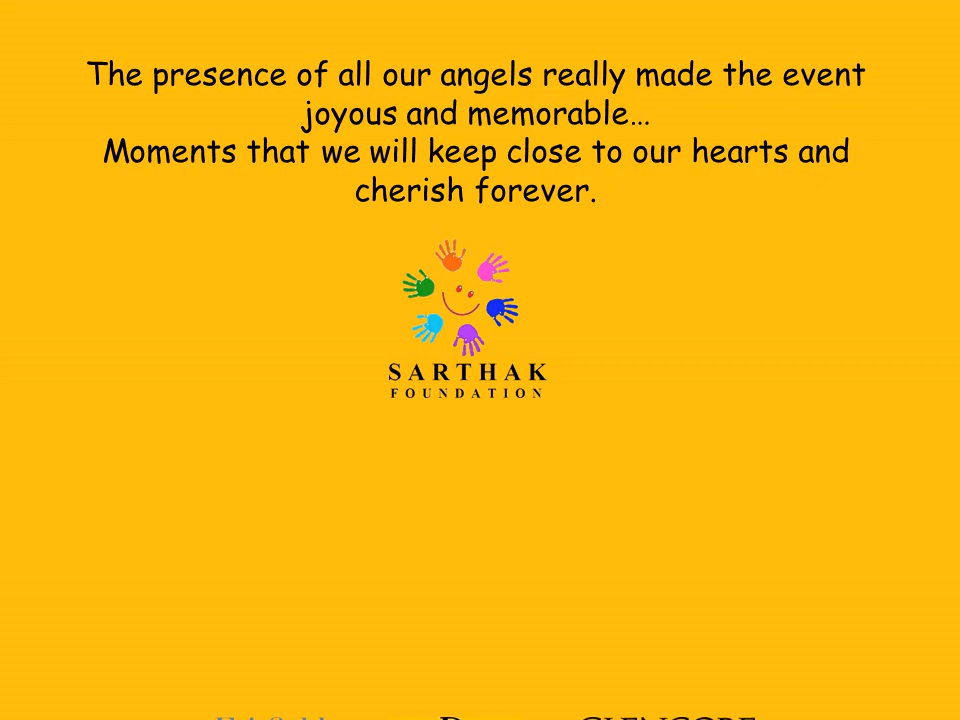 The presence of all our angels really made the event
joyous and memorable…
Moments that we will keep close to our hearts and
cherish forever.
SARTHAK
FOUNDATION